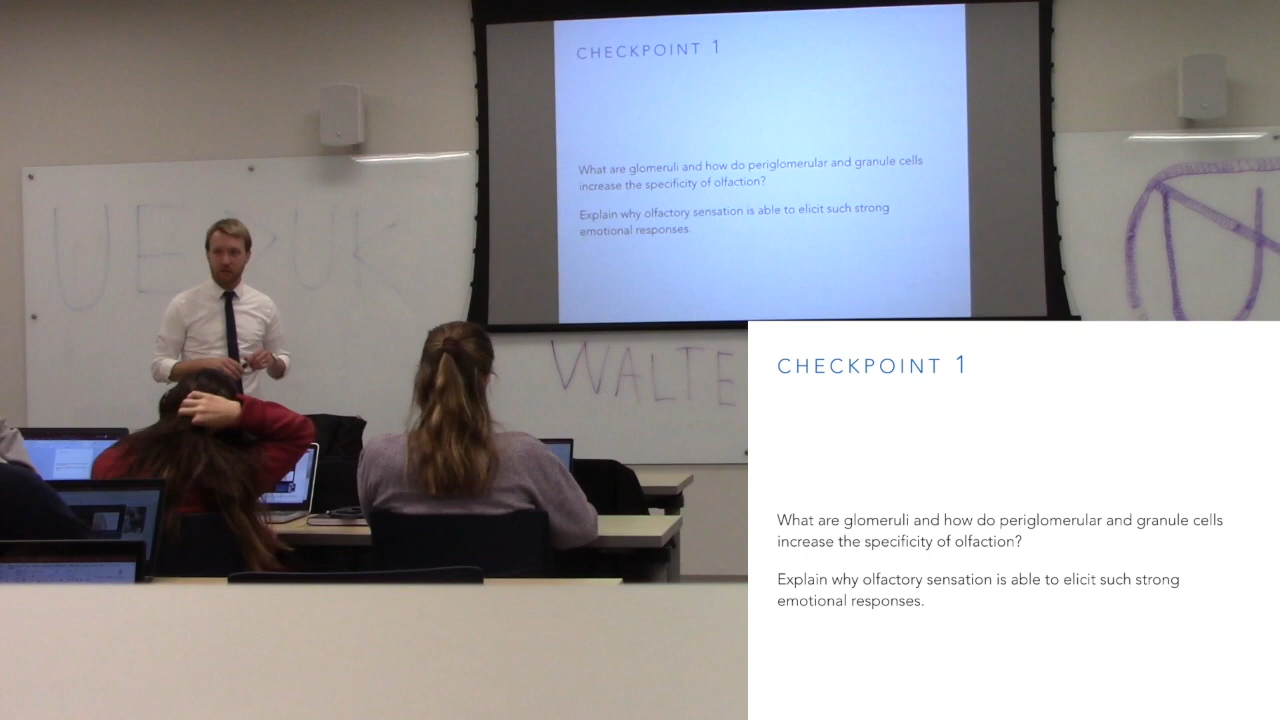 CHECKPOINT 1
What are glomeruli and how do periglomerular and granule cells
increase the specificity of olfaction?
Explain why olfactory sensation is able to elicit such strong
emotional responses.
WALTE
CHECKPOINT 1
What are glomeruli and how do periglomerular and granule cells
increase the specificity of olfaction?
Explain why olfactory sensation is able to elicit such strong
emotional responses.